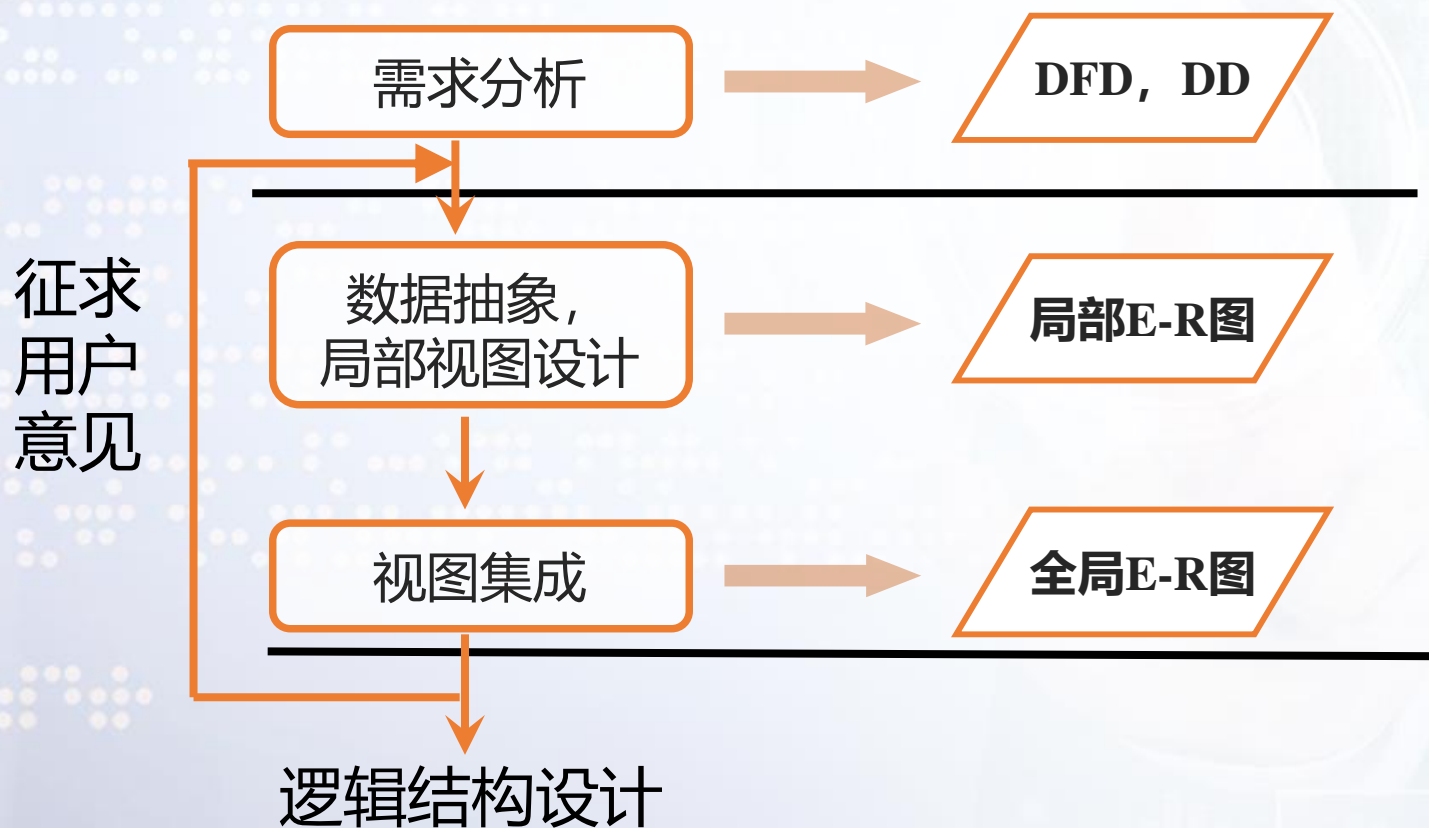 需求分析
DFD，DD
征求
用户
意见
数据抽象，
局部视图设计
局部E-R图
视图集成
全局E-R图
逻辑结构设计